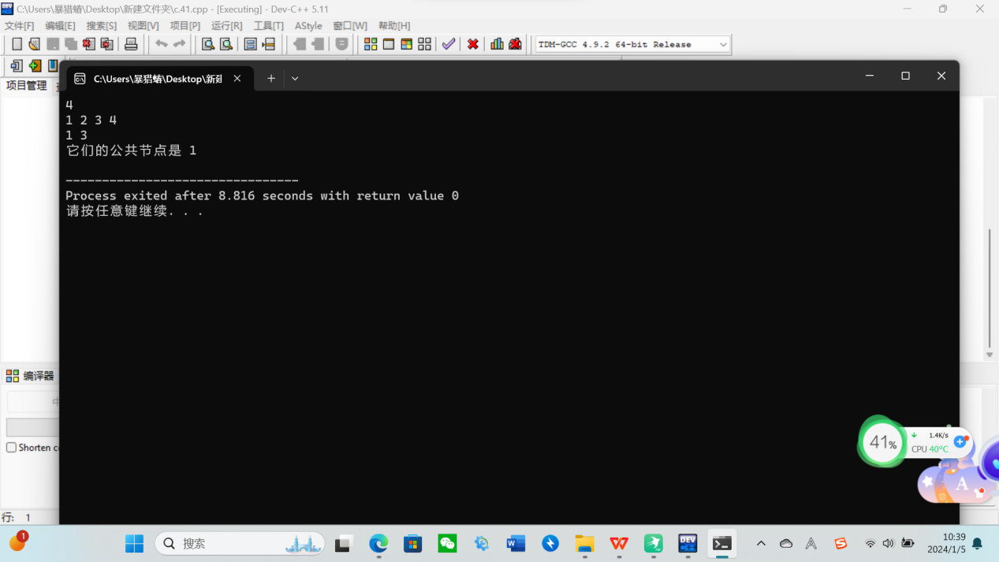 C:\Users\暴猎蝽\Desktop\新建文件夹\c.41.cpp - [Executing] - Dev-C++ 5.11
文件[F] 编辑[E] 搜索[S] 视图[V] 项目[P] 运行[R] 工具[T] AStyle 窗口[W] 帮助[H]
TDM-GCC 4.9.2 64-bit Release
项目管理
C:\Users\暴猎蝽\Desktop\新
4
1 2 3 4
1 3
它们的公共节点是 1
--------------------------------
Process exited after 8.816 seconds with return value 0
请按任意键继续. . .
编译器
Shorten
41%
1.4K/s
CPU 40°C
A
行: 1
1
搜索
10:39
2024/1/5